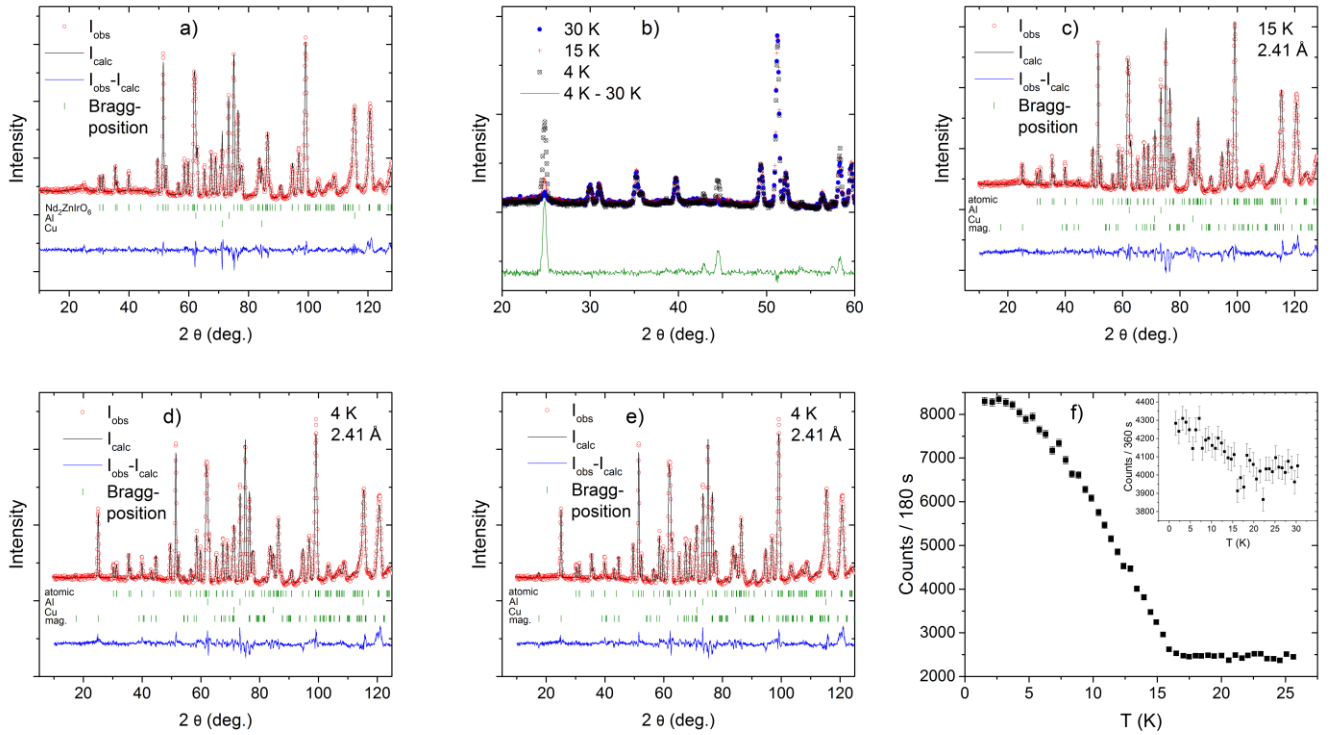 a)
I_obs
I_calc
I_obs-I_calc
Bragg-
position
Intensity
Nd₂ZnIrO₆
Al
Cu
20 40 60 80 100 120
2 θ (deg.)
b)
30 K
15 K
4 K
4 K - 30 K
Intensity
20 30 40 50 60
2 θ (deg.)
c)
15 K
2.41 Å
I_obs
I_calc
I_obs-I_calc
Bragg-
position
Intensity
atomic
Al
Cu
mag.
20 40 60 80 100 120
2 θ (deg.)
d)
4 K
2.41 Å
I_obs
I_calc
I_obs-I_calc
Bragg-
position
Intensity
atomic
Al
Cu
mag.
20 40 60 80 100 120
2 θ (deg.)
e)
4 K
2.41 Å
I_obs
I_calc
I_obs-I_calc
Bragg-
position
Intensity
atomic
Al
Cu
mag.
20 40 60 80 100 120
2 θ (deg.)
f)
Counts / 180 s
8000
7000
6000
5000
4000
3000
2000
0 5 10 15 20 25
T (K)
Counts / 360 s
4300
4200
4100
4000
3900
3800
0 5 10 15 20 25 30
T (K)